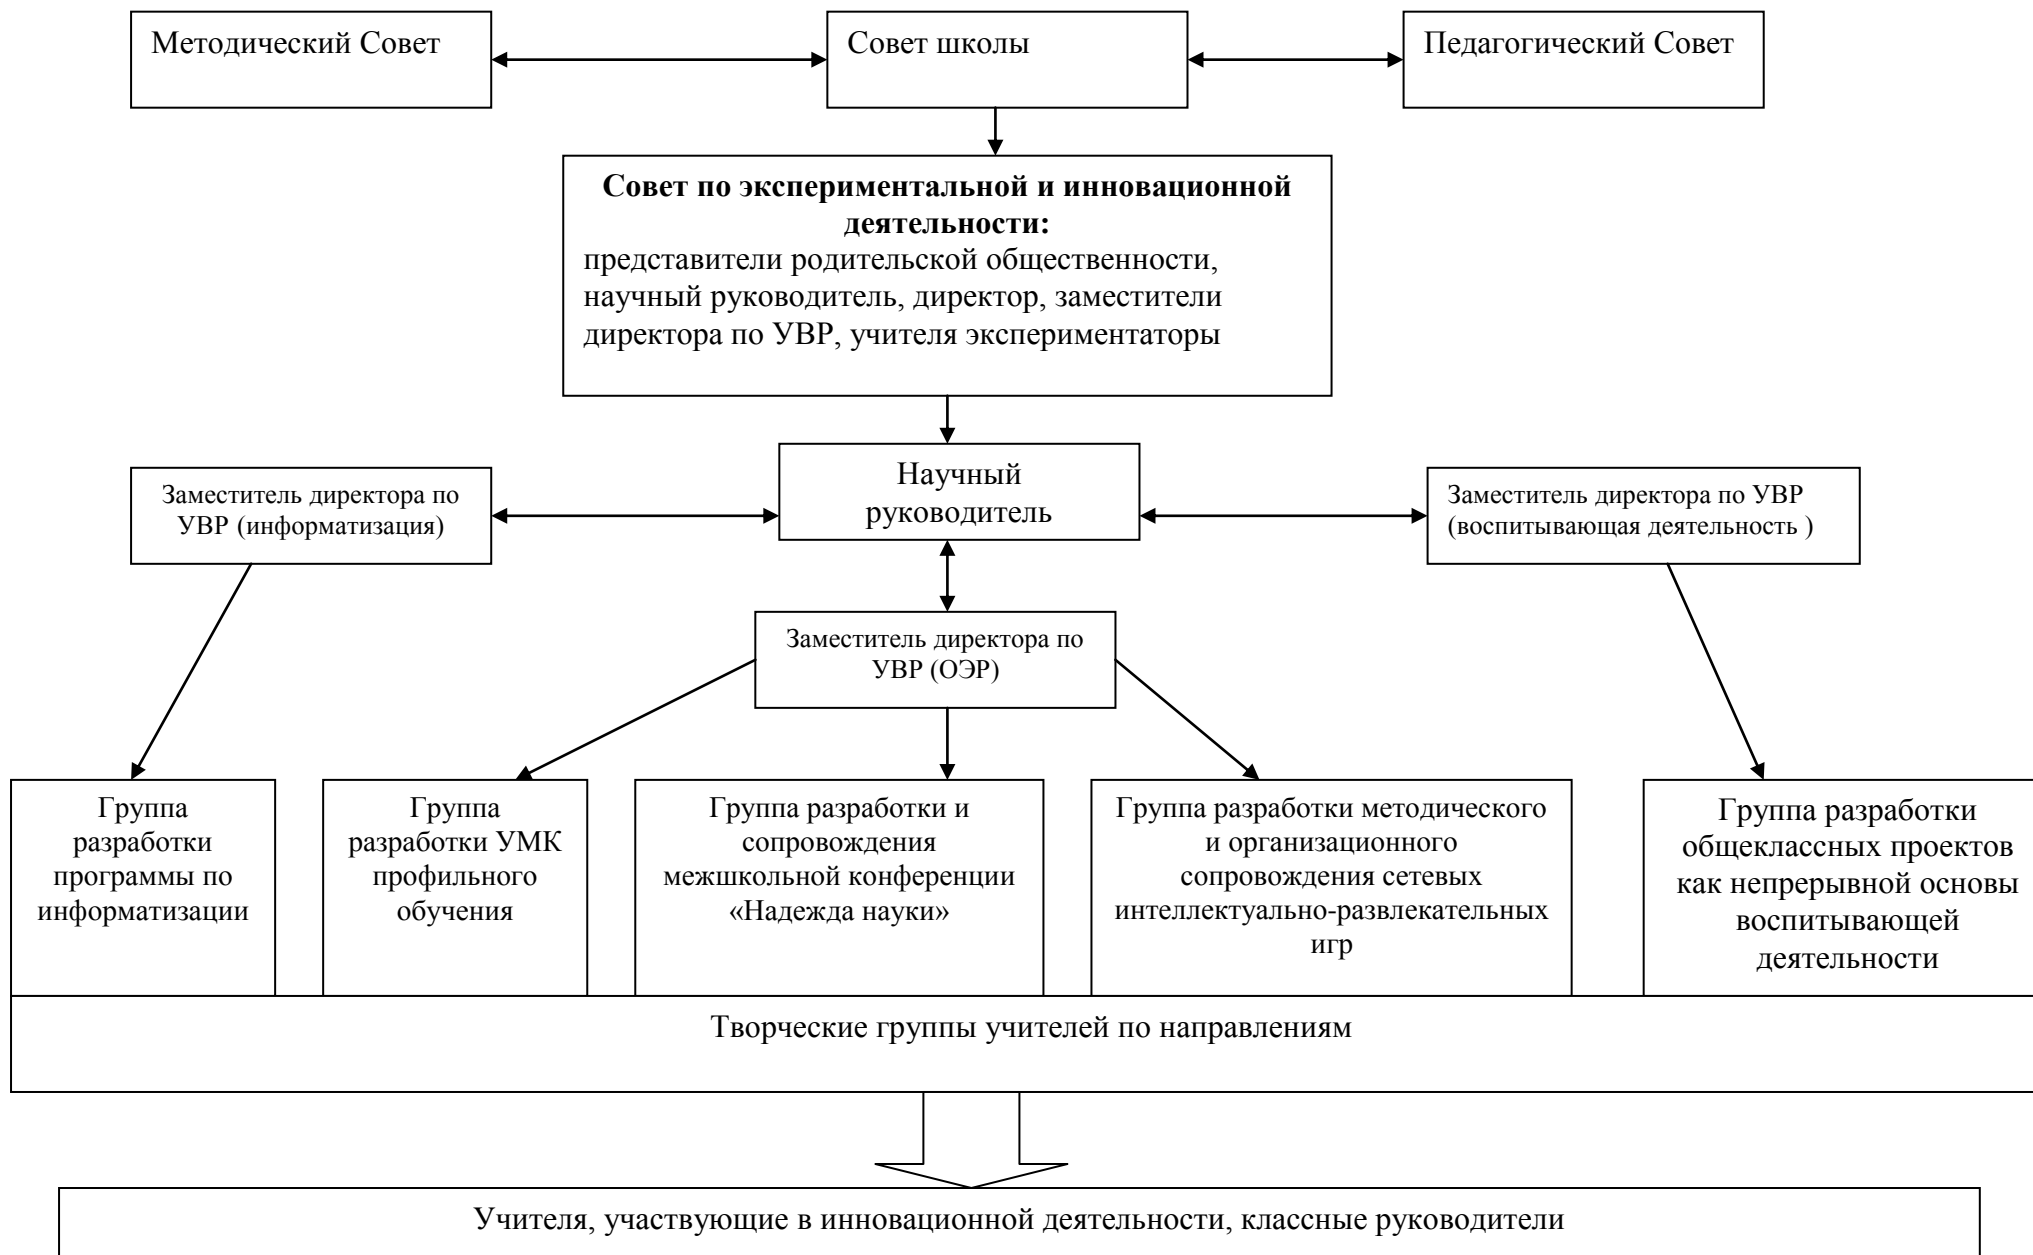 Методический Совет
Совет школы
Педагогический Совет
Совет по экспериментальной и инновационной
деятельности:
представители родительской общественности,
научный руководитель, директор, заместители
директора по УВР, учителя экспериментаторы
Научный
руководитель
Заместитель директора по
УВР (информатизация)
Заместитель директора по УВР
(воспитывающая деятельность )
Заместитель директора по
УВР (ОЭР)
Группа
разработки
программы по
информатизации
Группа
разработки УМК
профильного
обучения
Группа разработки и
сопровождения
межшкольной конференции
«Надежда науки»
Группа разработки методического
и организационного
сопровождения сетевых
интеллектуально-развлекательных
игр
Группа разработки
общеклассных проектов
как непрерывной основы
воспитывающей
деятельности
Творческие группы учителей по направлениям
Учителя, участвующие в инновационной деятельности, классные руководители